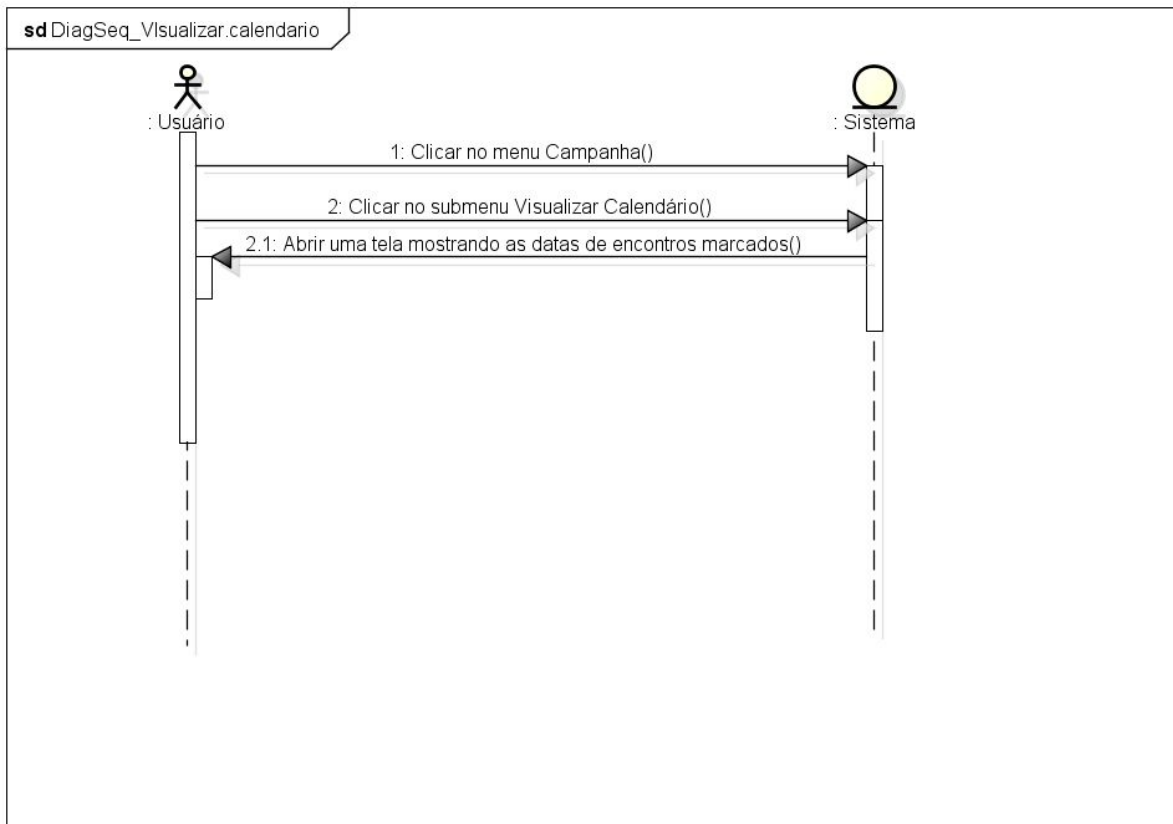 sd DiagSeq_VIsualizar.calendario
: Usuário
: Sistema
1: Clicar no menu Campanha()
2: Clicar no submenu Visualizar Calendário()
2.1: Abrir uma tela mostrando as datas de encontros marcados()